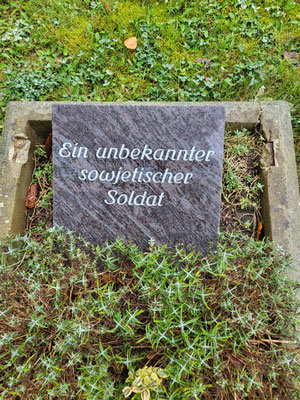 Ein unbekannter
sowjetischer
Soldat